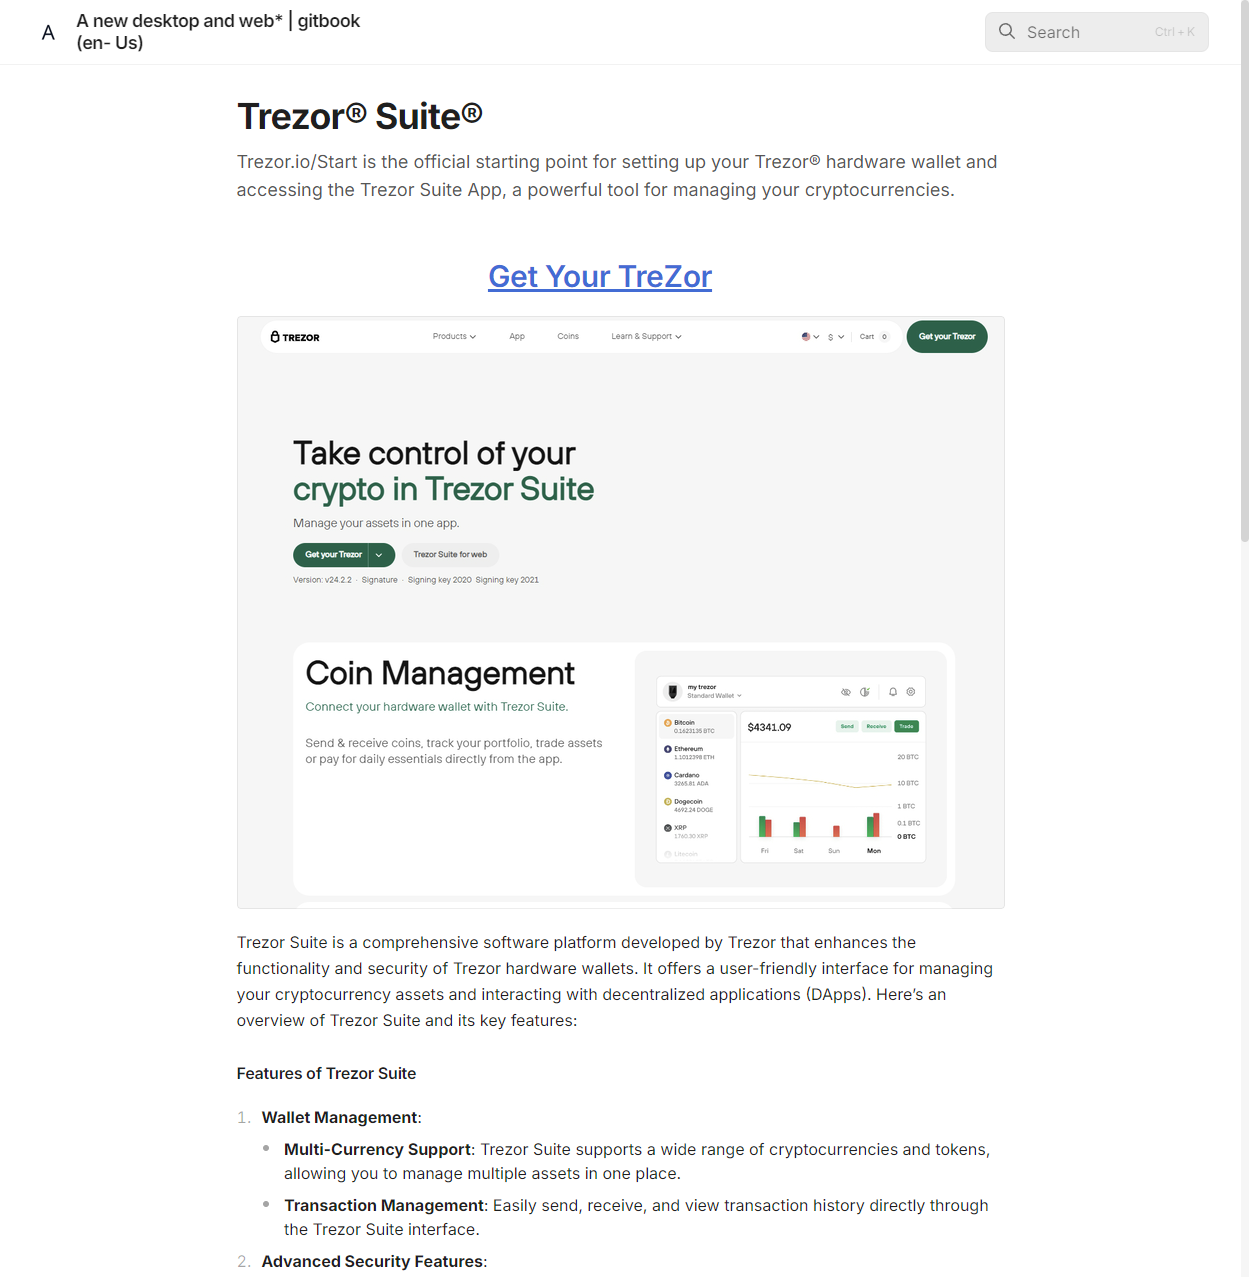 A
A new desktop and web* | gitbook
(en- Us)
Search
Ctrl + K
Trezor® Suite®
Trezor.io/Start is the official starting point for setting up your Trezor® hardware wallet and
accessing the Trezor Suite App, a powerful tool for managing your cryptocurrencies.
Get Your TreZor
TREZOR
Products
App
Coins
Learn & Support
$
Cart
0
Get your Trezor
Take control of your
crypto in Trezor Suite
Manage your assets in one app.
Get your Trezor
Trezor Suite for web
Version: v24.2.2 · Signature · Signing key 2020 Signing key 2021
Coin Management
Connect your hardware wallet with Trezor Suite.
Send & receive coins, track your portfolio, trade assets
or pay for daily essentials directly from the app.
my trezor
Standard Wallet
Bitcoin
0.1623135 BTC
Ethereum
1.1012398 ETH
Cardano
3265.81 ADA
Dogecoin
4692.24 DOGE
XRP
1760.30 XRP
Litecoin
$4341.09
Send
Receive
Trade
20 BTC
10 BTC
1 BTC
0.1 BTC
0 BTC
Fri
Sat
Sun
Mon
Trezor Suite is a comprehensive software platform developed by Trezor that enhances the
functionality and security of Trezor hardware wallets. It offers a user-friendly interface for managing
your cryptocurrency assets and interacting with decentralized applications (DApps). Here’s an
overview of Trezor Suite and its key features:
Features of Trezor Suite
1. Wallet Management:
• Multi-Currency Support: Trezor Suite supports a wide range of cryptocurrencies and tokens,
allowing you to manage multiple assets in one place.
• Transaction Management: Easily send, receive, and view transaction history directly through
the Trezor Suite interface.
2. Advanced Security Features: